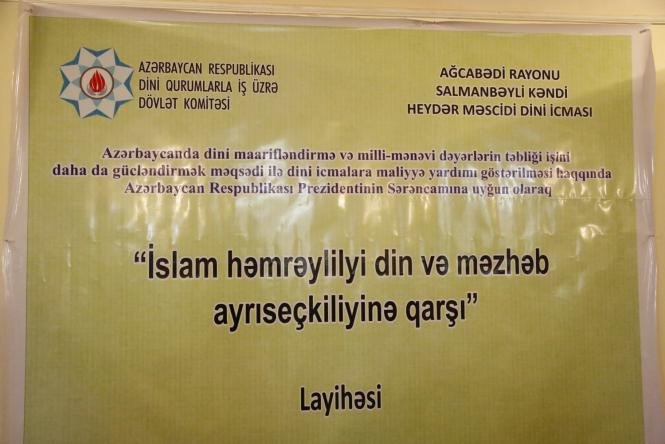 AZƏRBAYCAN RESPUBLİKASI
DİNİ QURUMLARLA İŞ ÜZRƏ
DÖVLƏT KOMİTƏSİ
AĞCABƏDİ RAYONU
SALMANBƏYLİ KƏNDİ
HEYDƏR MƏSCİDİ DİNİ İCMASI
Azərbaycanda dini maarifləndirmə və milli-mənəvi dəyərlərin təbliği işini
daha da gücləndirmək məqsədi ilə dini icmalara maliyyə yardımı göstərilməsi haqqında
Azərbaycan Respublikası Prezidentinin Sərəncamına uyğun olaraq
“İslam həmrəylilyi din və məzhəb
ayrıseçkiliyinə qarşı”
Layihəsi